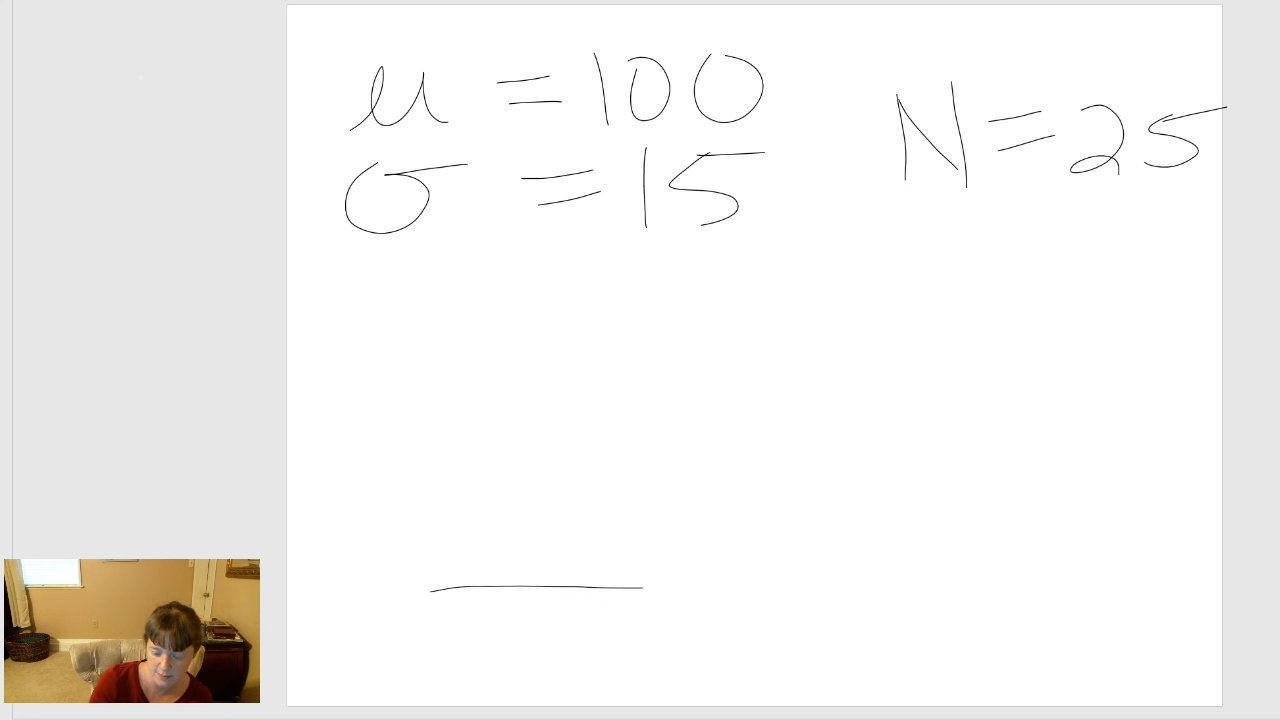 μ = 100
σ = 15
N = 25